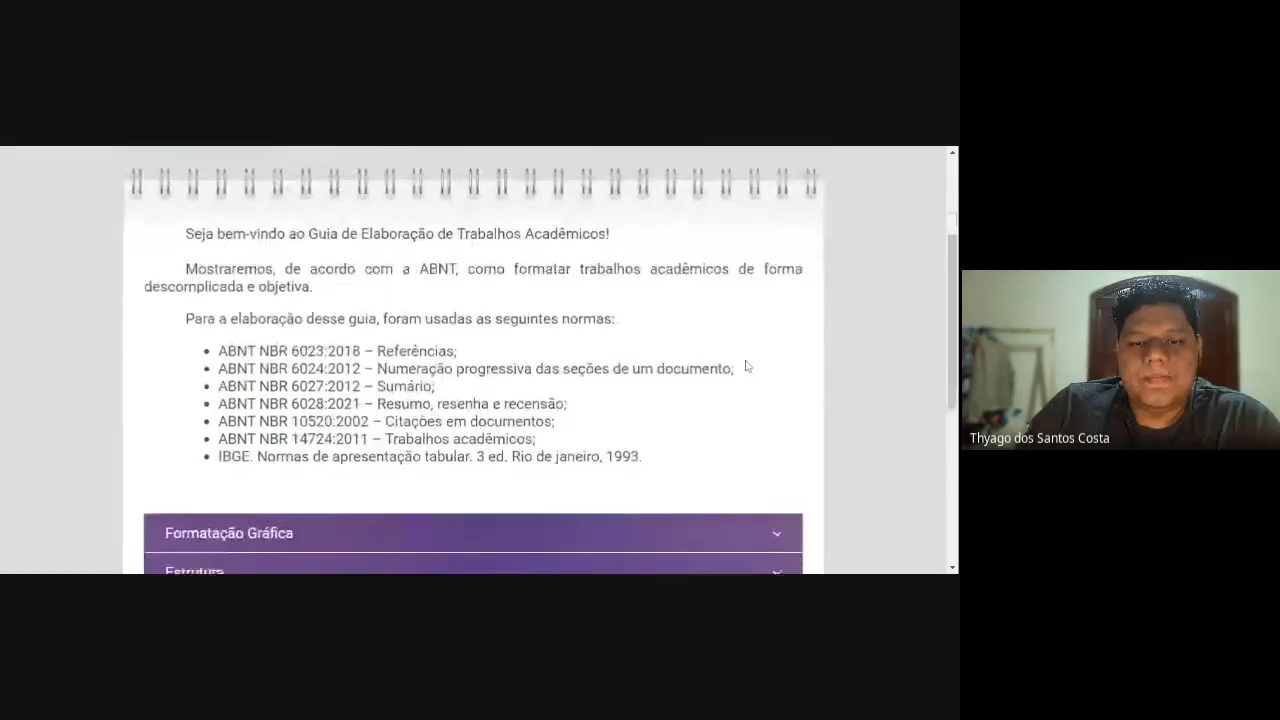 Seja bem-vindo ao Guia de Elaboração de Trabalhos Acadêmicos!
Mostraremos, de acordo com a ABNT, como formatar trabalhos acadêmicos de forma
descomplicada e objetiva.
Para a elaboração desse guia, foram usadas as seguintes normas:
• ABNT NBR 6023:2018 – Referências;
• ABNT NBR 6024:2012 – Numeração progressiva das seções de um documento;
• ABNT NBR 6027:2012 – Sumário;
• ABNT NBR 6028:2021 – Resumo, resenha e recensão;
• ABNT NBR 10520:2002 – Citações em documentos;
• ABNT NBR 14724:2011 – Trabalhos acadêmicos;
• IBGE. Normas de apresentação tabular. 3 ed. Rio de janeiro, 1993.
Formatação Gráfica
Estrutura
Thyago dos Santos Costa